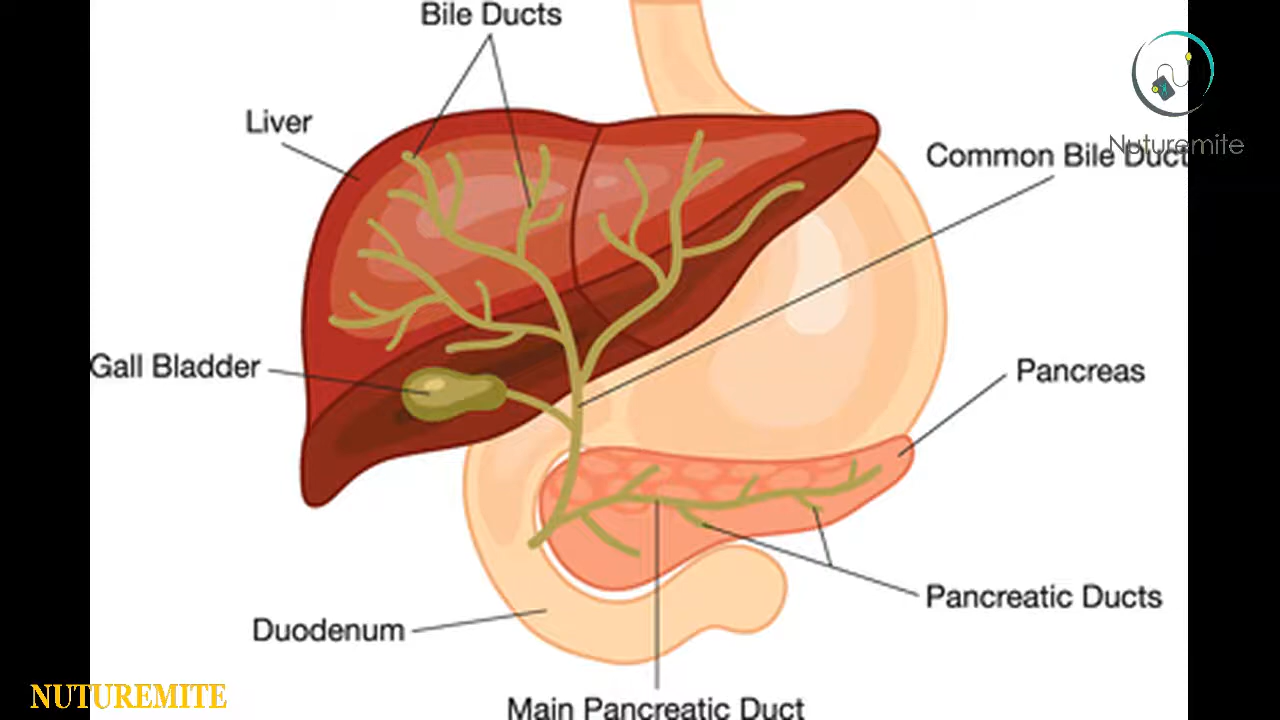 Bile Ducts
Liver
Nuturemite
Common Bile Duct
Gall Bladder
Pancreas
Pancreatic Ducts
Duodenum
NUTUREMITE
Main Pancreatic Duct